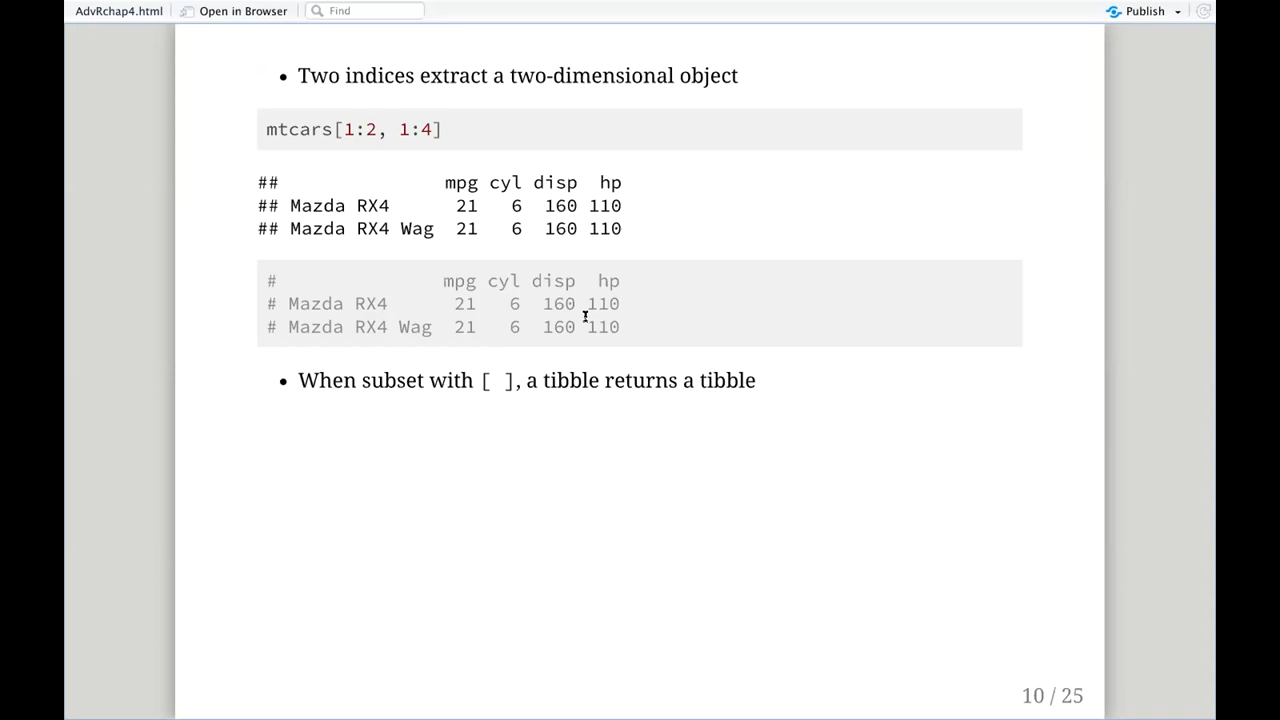 AdvRchap4.html Open in Browser Find Publish
• Two indices extract a two-dimensional object
mtcars[1:2, 1:4]
##               mpg cyl disp  hp
## Mazda RX4      21   6  160 110
## Mazda RX4 Wag  21   6  160 110
#               mpg cyl disp  hp
# Mazda RX4      21   6  160 110
# Mazda RX4 Wag  21   6  160 110
• When subset with [ ], a tibble returns a tibble
10 / 25